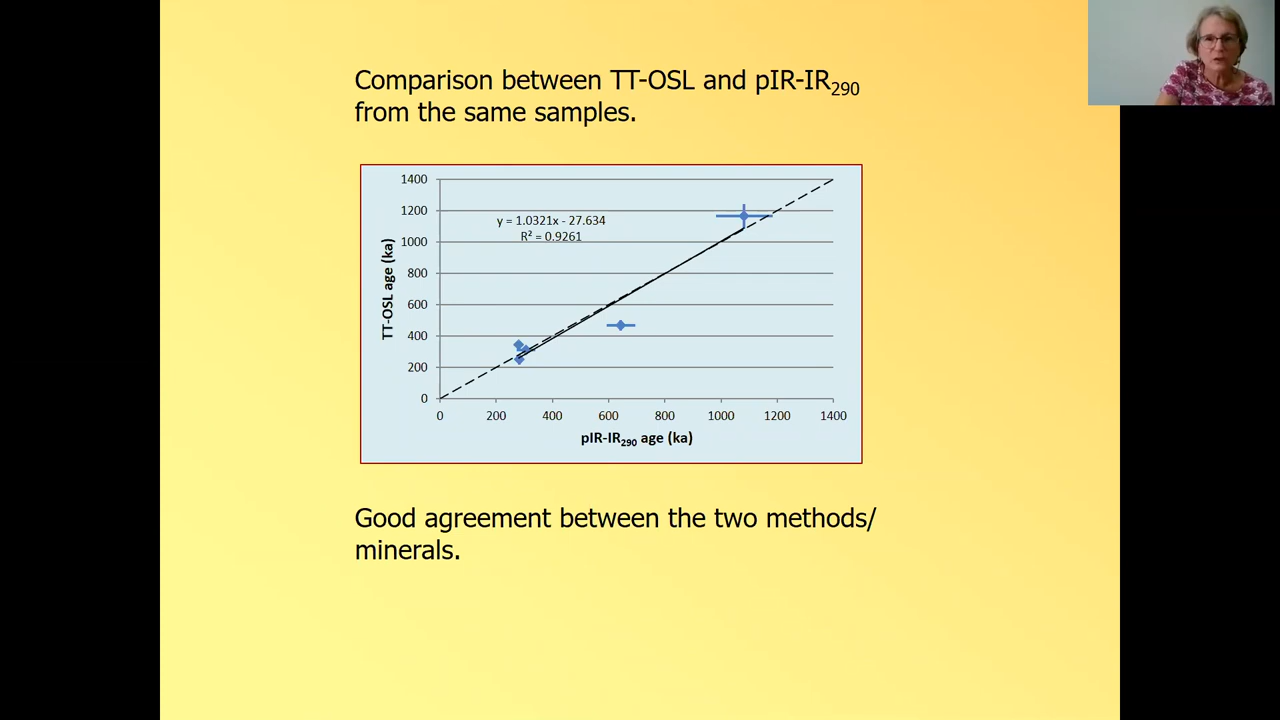 Comparison between TT-OSL and pIR-IR290
from the same samples.
1400
1200
1000
800
600
400
200
0
TT-OSL age (ka)
y = 1.0321x - 27.634
R² = 0.9261
0 200 400 600 800 1000 1200 1400
pIR-IR290 age (ka)
Good agreement between the two methods/
minerals.